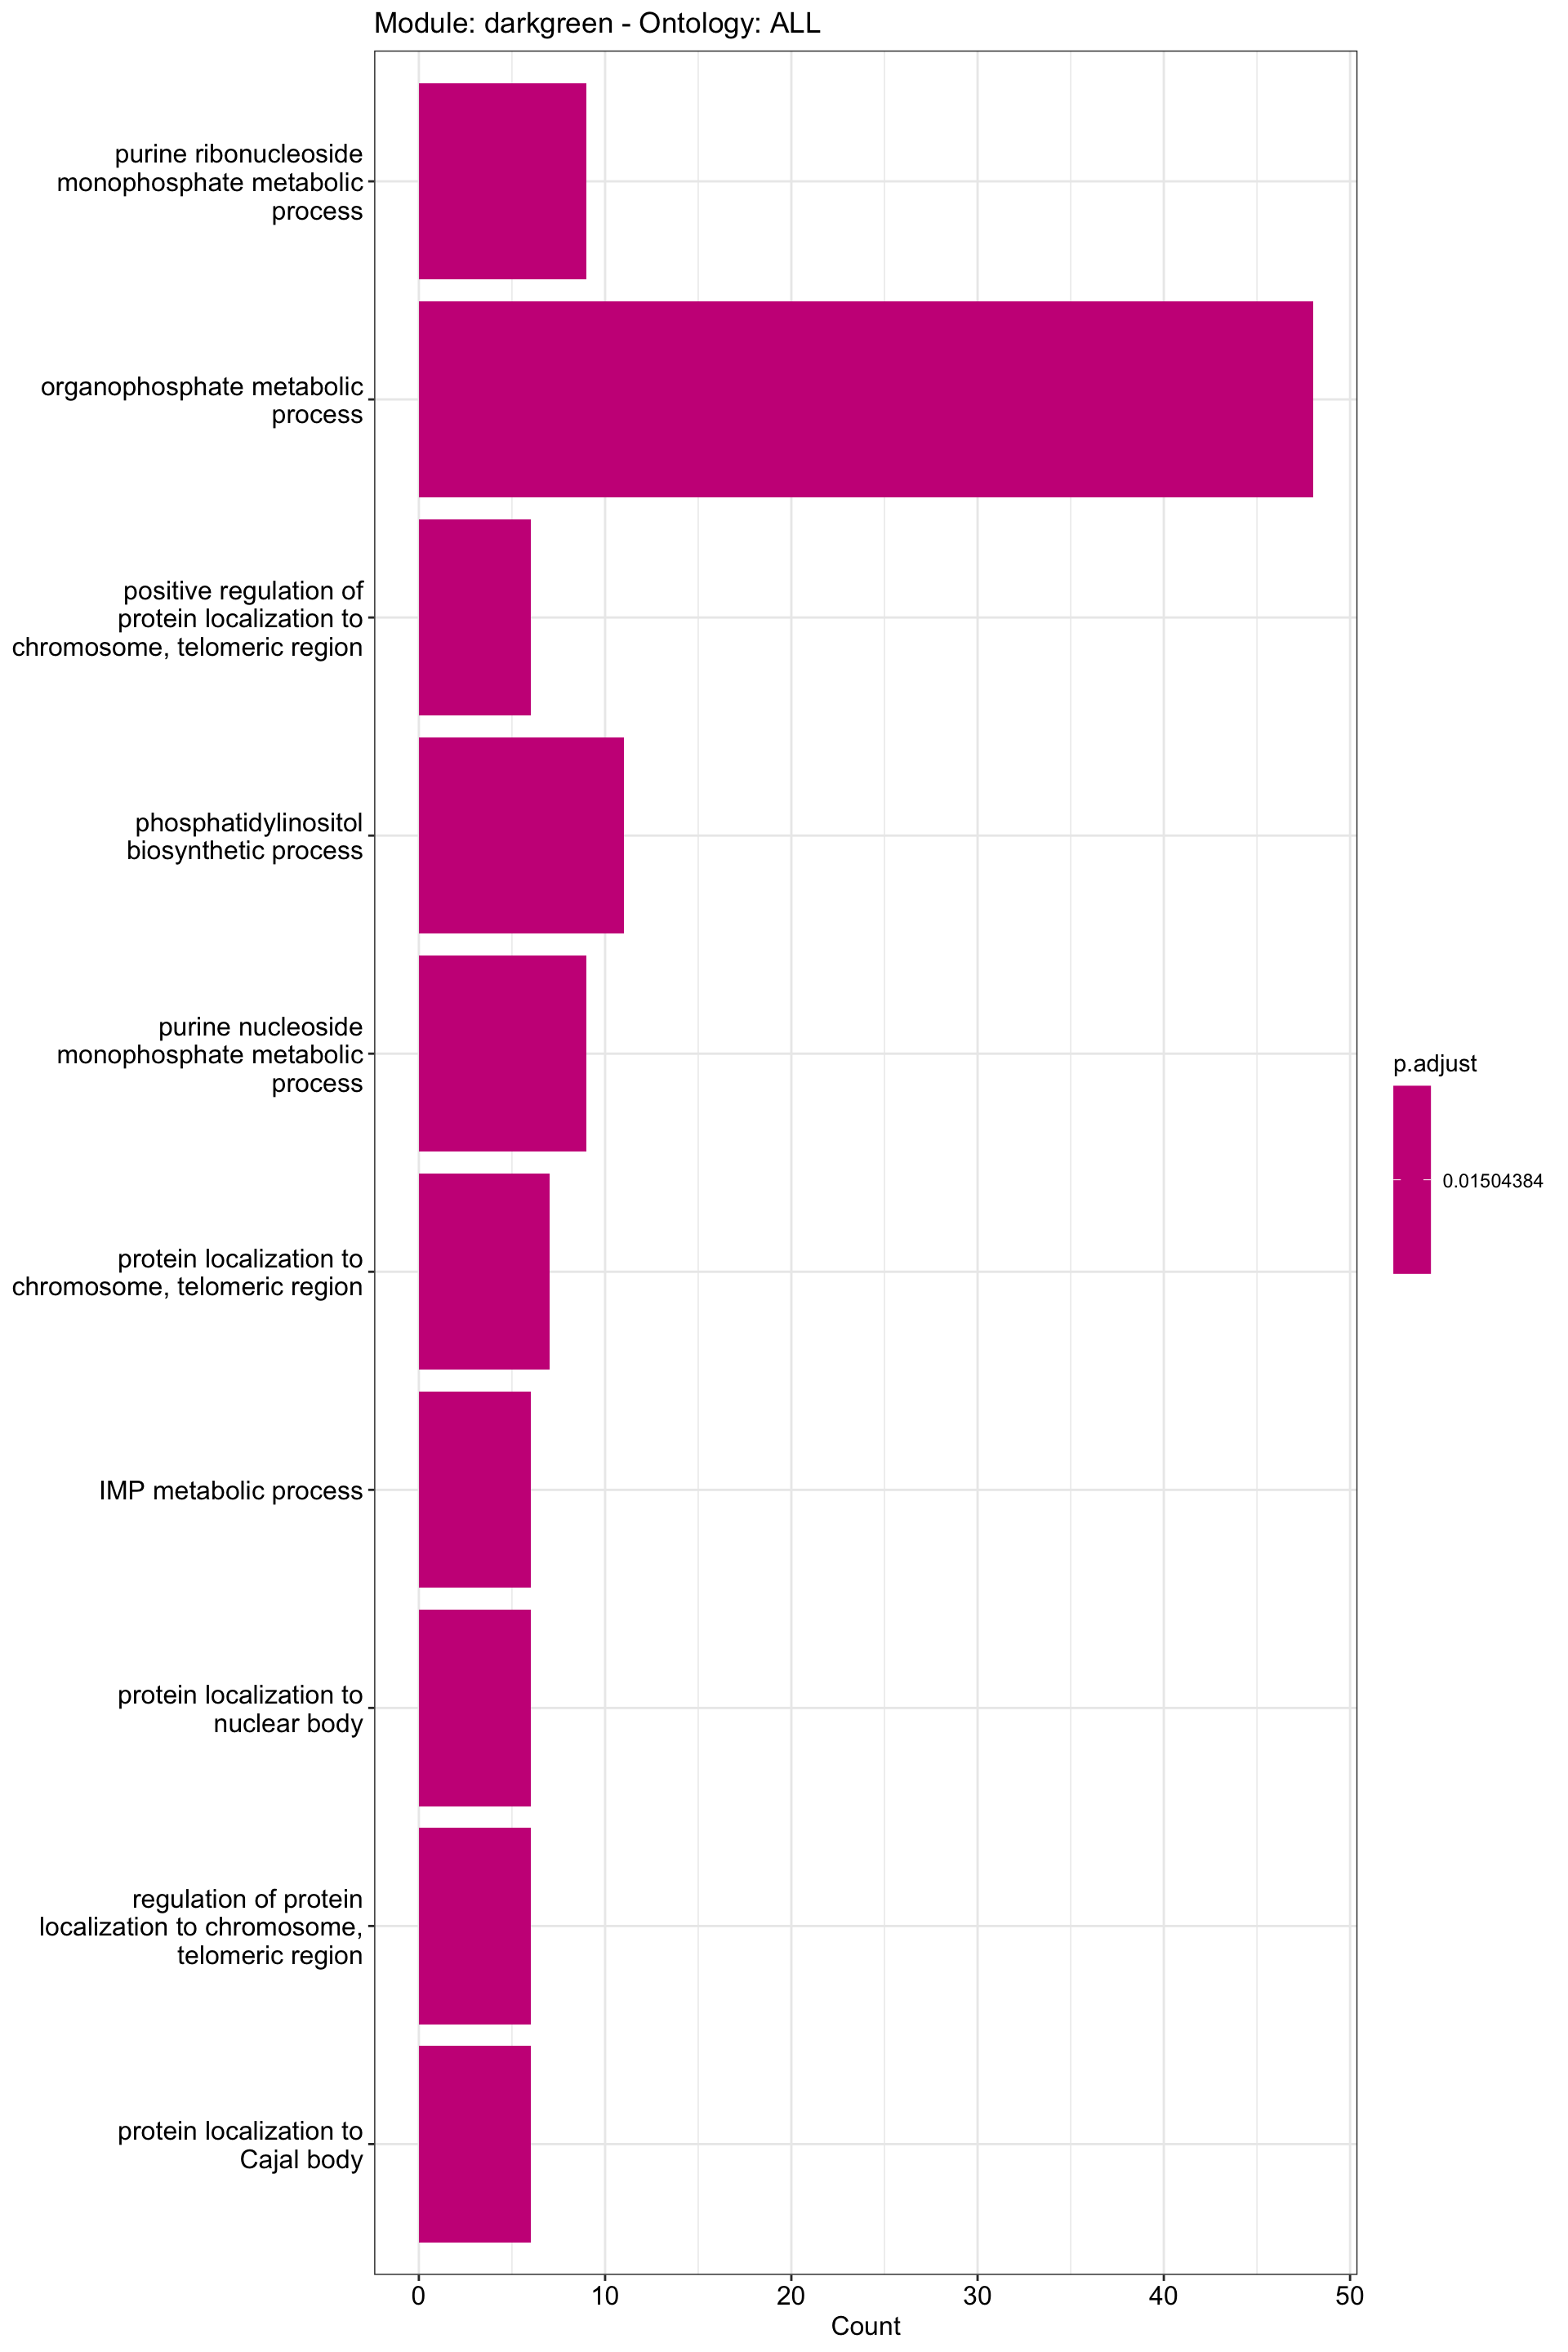 Module: darkgreen - Ontology: ALL
purine ribonucleoside
monophosphate metabolic
process
organophosphate metabolic
process
positive regulation of
protein localization to
chromosome, telomeric region
phosphatidylinositol
biosynthetic process
purine nucleoside
monophosphate metabolic
process
protein localization to
chromosome, telomeric region
IMP metabolic process
protein localization to
nuclear body
regulation of protein
localization to chromosome,
telomeric region
protein localization to
Cajal body
0 10 20 30 40 50
Count
p.adjust
0.01504384